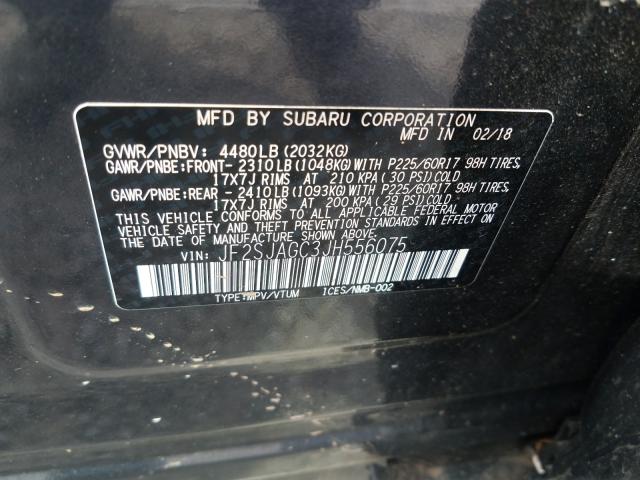 MFD BY SUBARU CORPORATION
MFD IN 02/18
GVWR/PNBV: 4480LB (2032KG)
GAWR/PNBE:FRONT- 2310LB (1048KG) WITH P225/60R17 98H TIRES,
17X7J RIMS AT 210 KPA (30 PSI) COLD
GAWR/PNBE:REAR - 2410LB (1093KG) WITH P225/60R17 98H TIRES,
17X7J RIMS AT 200 KPA (29 PSI) COLD
THIS VEHICLE CONFORMS TO ALL APPLICABLE FEDERAL MOTOR
VEHICLE SAFETY AND THEFT PREVENTION STANDARDS IN EFFECT ON
THE DATE OF MANUFACTURE SHOWN ABOVE.
VIN: JF2SJAGC3JH556075
TYPE:MPV/VTUM ICES/NMB-002